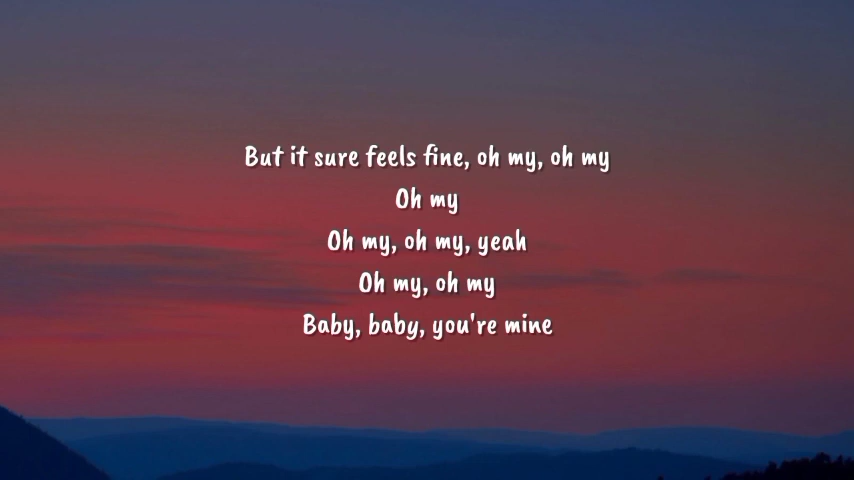 But it sure feels fine, oh my, oh my
Oh my
Oh my, oh my, yeah
Oh my, oh my
Baby, baby, you're mine